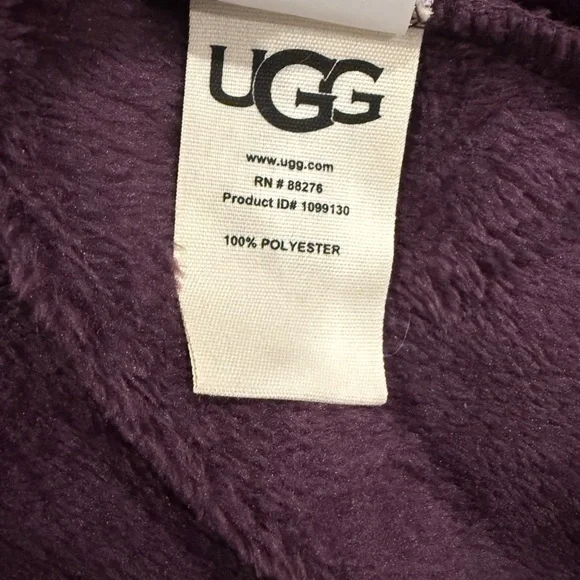 UGG
www.ugg.com
RN # 88276
Product ID# 1099130
100% POLYESTER